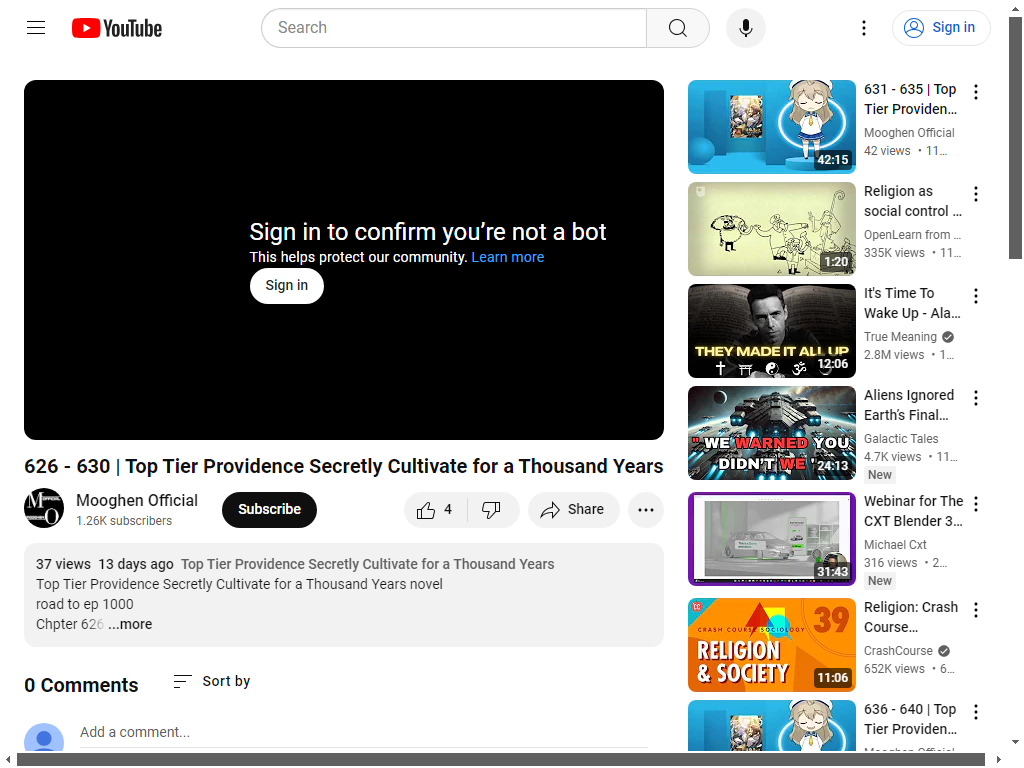 YouTube
Search
Sign in
Sign in to confirm you’re not a bot
This helps protect our community. Learn more
Sign in
626 - 630 | Top Tier Providence Secretly Cultivate for a Thousand Years
Mooghen Official
1.26K subscribers
Subscribe
4
Share
37 views 13 days ago Top Tier Providence Secretly Cultivate for a Thousand Years
Top Tier Providence Secretly Cultivate for a Thousand Years novel
road to ep 1000
Chpter 626 ...more
0 Comments
Sort by
Add a comment...
42:15
631 - 635 | Top
Tier Providen...
Mooghen Official
42 views • 11...
1:20
Religion as
social control ...
OpenLearn from ...
335K views • 11...
THEY MADE IT ALL UP
12:06
It's Time To
Wake Up - Ala...
True Meaning
2.8M views • 1...
" WE WARNED YOU
DIDN'T WE "
24:13
Aliens Ignored
Earth’s Final...
Galactic Tales
4.7K views • 11...
New
31:43
Webinar for The
CXT Blender 3...
Michael Cxt
316 views • 2...
New
CC
CRASH COURSE SOCIOLOGY
39
RELIGION
& SOCIETY
11:06
Religion: Crash
Course...
CrashCourse
652K views • 6...
636 - 640 | Top
Tier Providen...
Mooghen Official